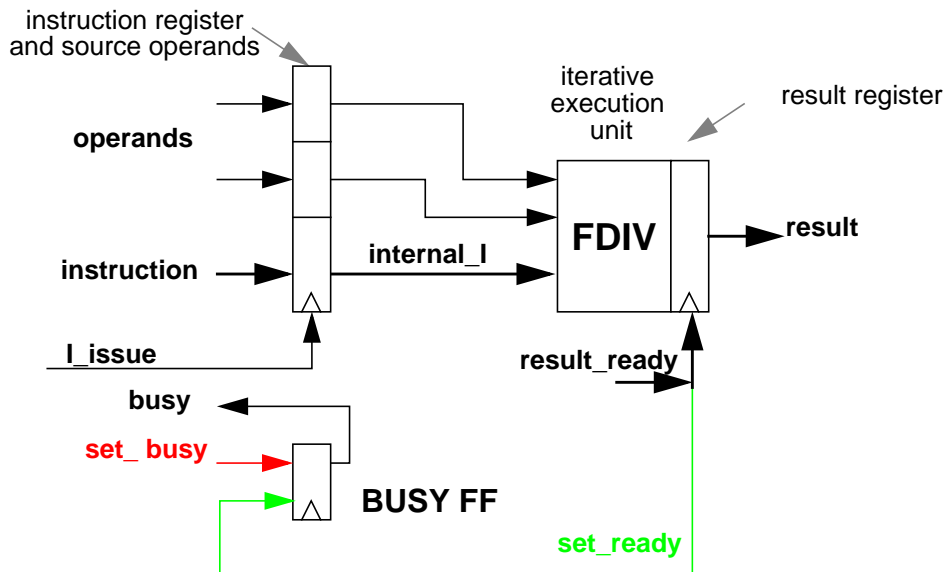 instruction register
and source operands
iterative
execution
unit
result register
operands
FDIV
result
instruction
internal_I
I_issue
result_ready
busy
set_ busy
BUSY FF
set_ready